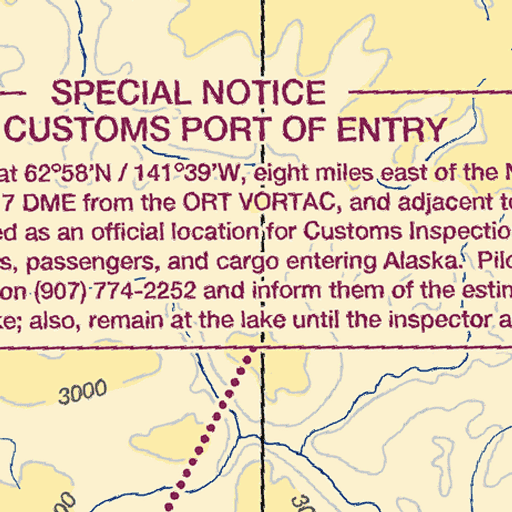 SPECIAL NOTICE
CUSTOMS PORT OF ENTRY
at 62°58'N / 141°39'W, eight miles east of the N
7 DME from the ORT VORTAC, and adjacent to
ed as an official location for Customs Inspectio
s, passengers, and cargo entering Alaska. Pilo
on (907) 774-2252 and inform them of the estim
ke; also, remain at the lake until the inspector a
3000
00
30